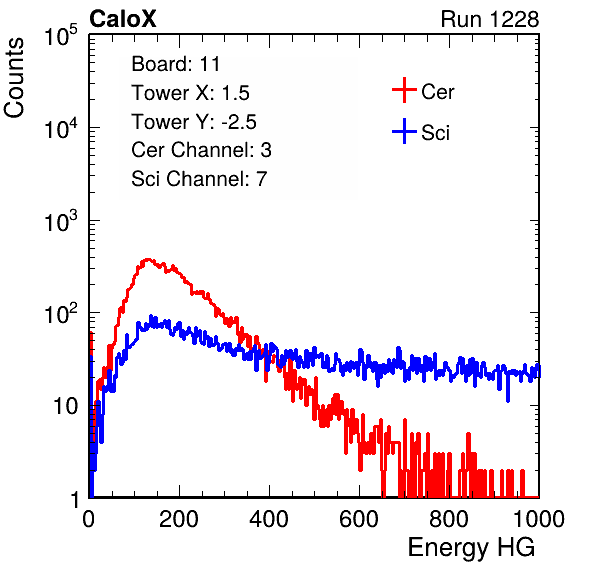 CaloX Run 1228
Counts
Board: 11
Tower X: 1.5
Tower Y: -2.5
Cer Channel: 3
Sci Channel: 7
Cer
Sci
10^5
10^4
10^3
10^2
10
1
0 200 400 600 800 1000
Energy HG